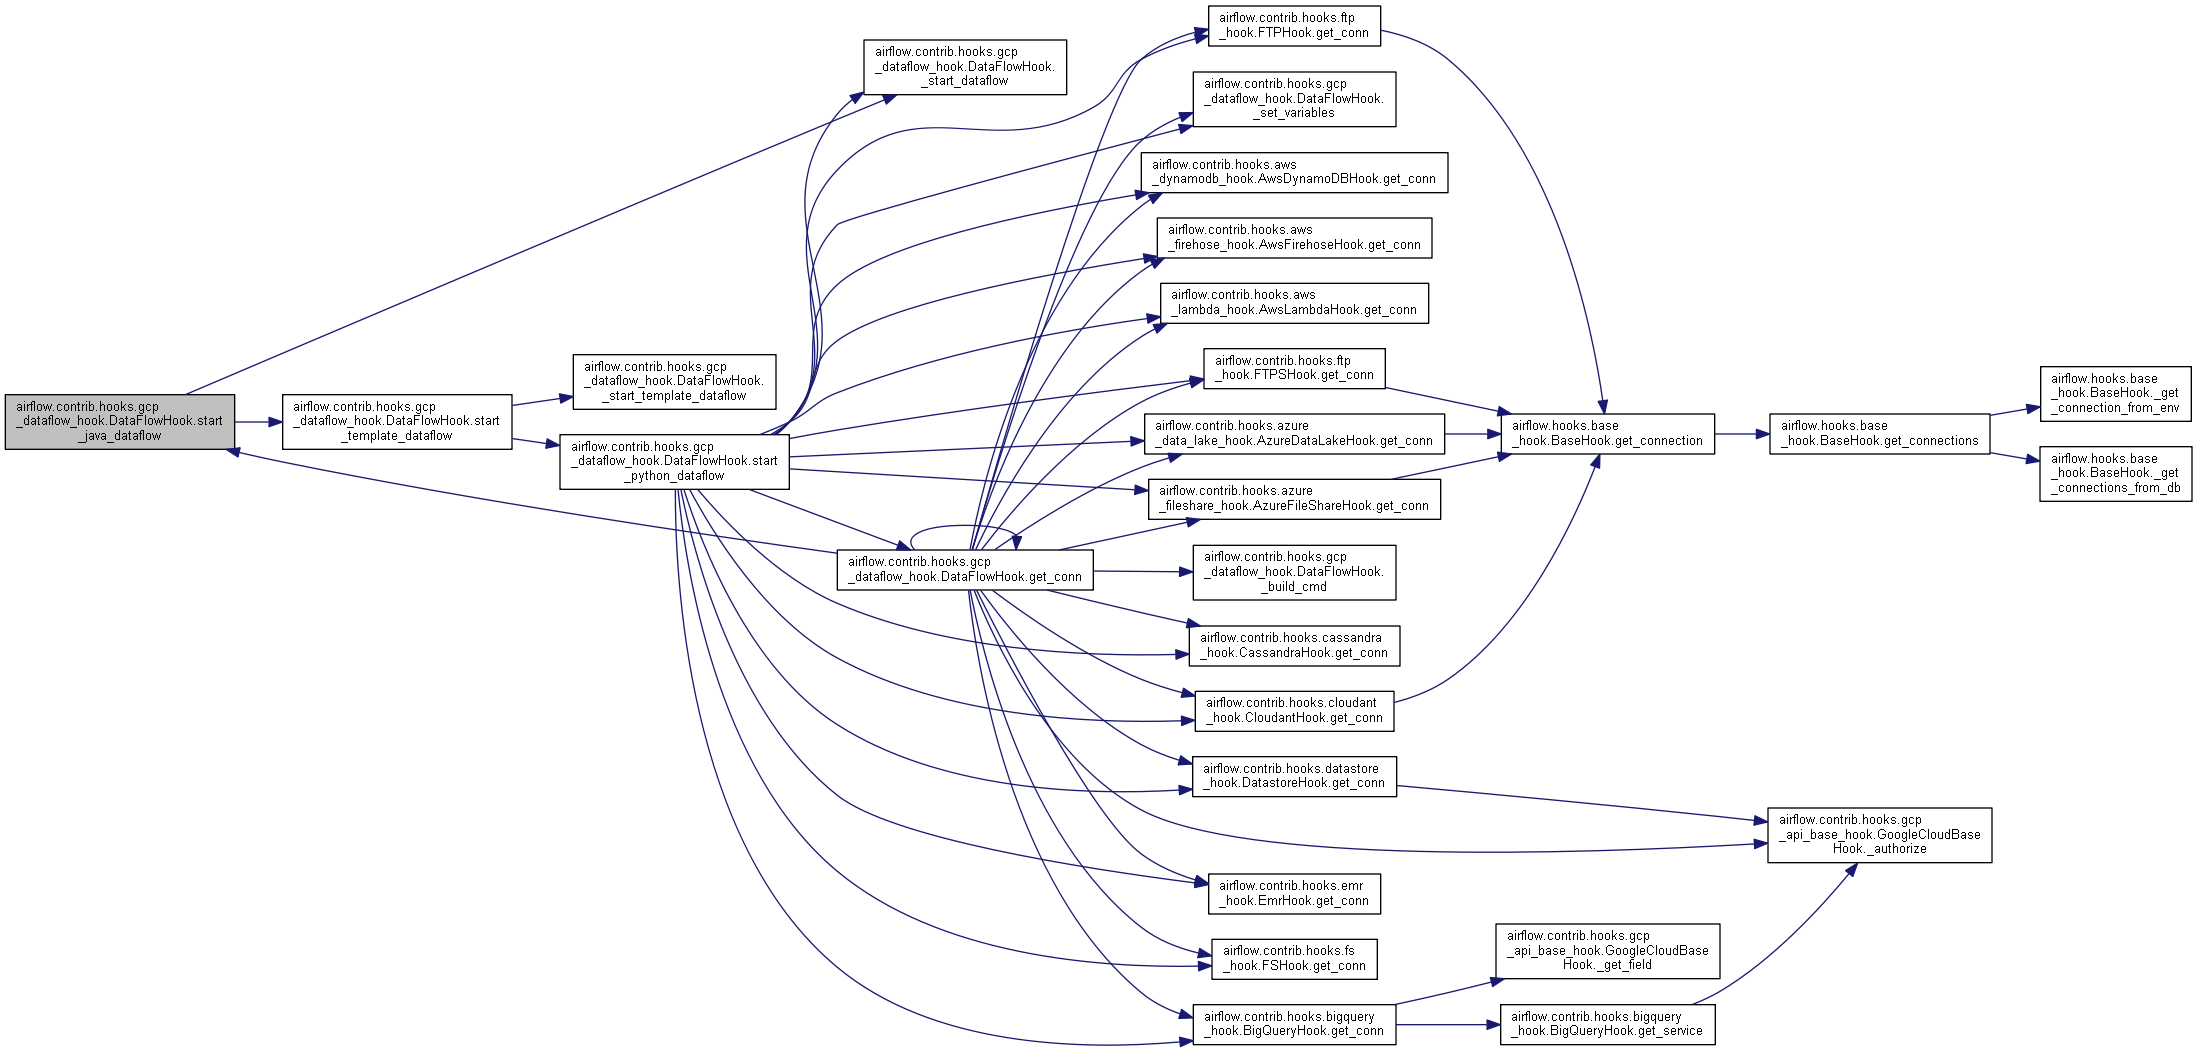 airflow.contrib.hooks.gcp
_dataflow_hook.DataFlowHook.start
_java_dataflow
airflow.contrib.hooks.gcp
_dataflow_hook.DataFlowHook.start
_template_dataflow
airflow.contrib.hooks.gcp
_dataflow_hook.DataFlowHook.
_start_template_dataflow
airflow.contrib.hooks.gcp
_dataflow_hook.DataFlowHook.start
_python_dataflow
airflow.contrib.hooks.gcp
_dataflow_hook.DataFlowHook.
_start_dataflow
airflow.contrib.hooks.gcp
_dataflow_hook.DataFlowHook.get_conn
airflow.contrib.hooks.ftp
_hook.FTPHook.get_conn
airflow.contrib.hooks.gcp
_dataflow_hook.DataFlowHook.
_set_variables
airflow.contrib.hooks.aws
_dynamodb_hook.AwsDynamoDBHook.get_conn
airflow.contrib.hooks.aws
_firehose_hook.AwsFirehoseHook.get_conn
airflow.contrib.hooks.aws
_lambda_hook.AwsLambdaHook.get_conn
airflow.contrib.hooks.ftp
_hook.FTPSHook.get_conn
airflow.contrib.hooks.azure
_data_lake_hook.AzureDataLakeHook.get_conn
airflow.contrib.hooks.azure
_fileshare_hook.AzureFileShareHook.get_conn
airflow.contrib.hooks.gcp
_dataflow_hook.DataFlowHook.
_build_cmd
airflow.contrib.hooks.cassandra
_hook.CassandraHook.get_conn
airflow.contrib.hooks.cloudant
_hook.CloudantHook.get_conn
airflow.contrib.hooks.datastore
_hook.DatastoreHook.get_conn
airflow.contrib.hooks.emr
_hook.EmrHook.get_conn
airflow.contrib.hooks.fs
_hook.FSHook.get_conn
airflow.contrib.hooks.bigquery
_hook.BigQueryHook.get_conn
airflow.hooks.base
_hook.BaseHook.get_connection
airflow.contrib.hooks.gcp
_api_base_hook.GoogleCloudBase
Hook._get_field
airflow.contrib.hooks.bigquery
_hook.BigQueryHook.get_service
airflow.hooks.base
_hook.BaseHook.get_connections
airflow.contrib.hooks.gcp
_api_base_hook.GoogleCloudBase
Hook._authorize
airflow.hooks.base
_hook.BaseHook._get
_connection_from_env
airflow.hooks.base
_hook.BaseHook._get
_connections_from_db